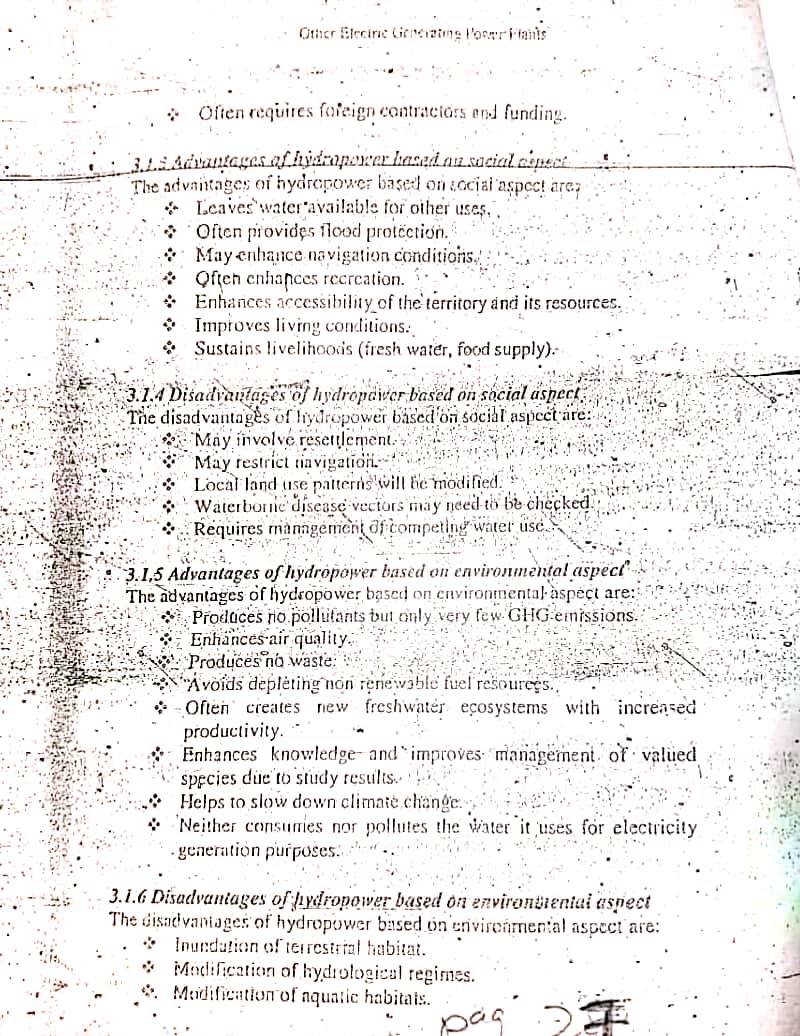 Other Electric Generating Power Plants
❖ Often requires foreign contractors and funding.
3.1.3 Advantages of hydropower based on social aspect
The advantages of hydropower based on social aspect are:
❖ Leaves water available for other uses.
❖ Often provides flood protection.
❖ May enhance navigation conditions.
❖ Often enhances recreation.
❖ Enhances accessibility of the territory and its resources.
❖ Improves living conditions.
❖ Sustains livelihoods (fresh water, food supply).
3.1.4 Disadvantages of hydropower based on social aspect
The disadvantages of hydropower based on social aspect are:
❖ May involve resettlement.
❖ May restrict navigation.
❖ Local land use patterns will be modified.
❖ Waterborne disease vectors may need to be checked.
❖ Requires management of competing water use.
3.1.5 Advantages of hydropower based on environmental aspect
The advantages of hydropower based on environmental aspect are:
❖ Produces no pollutants but only very few GHG emissions.
❖ Enhances air quality.
❖ Produces no waste.
❖ Avoids depleting non renewable fuel resources.
❖ Often creates new freshwater ecosystems with increased
productivity.
❖ Enhances knowledge and improves management of valued
species due to study results.
❖ Helps to slow down climate change.
❖ Neither consumes nor pollutes the water it uses for electricity
generation purposes.
3.1.6 Disadvantages of hydropower based on environmental aspect
The disadvantages of hydropower based on environmental aspect are:
❖ Inundation of terrestrial habitat.
❖ Modification of hydrological regimes.
❖ Modification of aquatic habitats.
pag